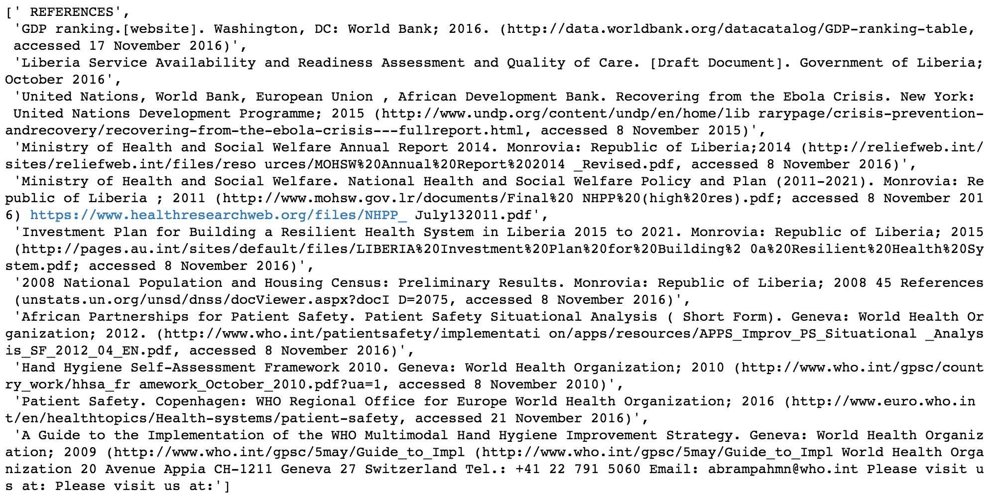 [' REFERENCES',
 'GDP ranking.[website]. Washington, DC: World Bank; 2016. (http://data.worldbank.org/datacatalog/GDP-ranking-table,
 accessed 17 November 2016)',
 'Liberia Service Availability and Readiness Assessment and Quality of Care. [Draft Document]. Government of Liberia;
October 2016',
 'United Nations, World Bank, European Union , African Development Bank. Recovering from the Ebola Crisis. New York:
 United Nations Development Programme; 2015 (http://www.undp.org/content/undp/en/home/lib rarypage/crisis-prevention-
andrecovery/recovering-from-the-ebola-crisis---fullreport.html, accessed 8 November 2015)',
 'Ministry of Health and Social Welfare Annual Report 2014. Monrovia: Republic of Liberia;2014 (http://reliefweb.int/
sites/reliefweb.int/files/reso urces/MOHSW%20Annual%20Report%202014 _Revised.pdf, accessed 8 November 2016)',
 'Ministry of Health and Social Welfare. National Health and Social Welfare Policy and Plan (2011-2021). Monrovia: Re
public of Liberia ; 2011 (http://www.mohsw.gov.lr/documents/Final%20 NHPP%20(high%20res).pdf; accessed 8 November 201
6) https://www.healthresearchweb.org/files/NHPP_ July132011.pdf',
 'Investment Plan for Building a Resilient Health System in Liberia 2015 to 2021. Monrovia: Republic of Liberia; 2015
 (http://pages.au.int/sites/default/files/LIBERIA%20Investment%20Plan%20for%20Building%2 0a%20Resilient%20Health%20Sy
stem.pdf; accessed 8 November 2016)',
 '2008 National Population and Housing Census: Preliminary Results. Monrovia: Republic of Liberia; 2008 45 References
 (unstats.un.org/unsd/dnss/docViewer.aspx?docI D=2075, accessed 8 November 2016)',
 'African Partnerships for Patient Safety. Patient Safety Situational Analysis ( Short Form). Geneva: World Health Or
ganization; 2012. (http://www.who.int/patientsafety/implementati on/apps/resources/APPS_Improv_PS_Situational _Analys
is_SF_2012_04_EN.pdf, accessed 8 November 2016)',
 'Hand Hygiene Self-Assessment Framework 2010. Geneva: World Health Organization; 2010 (http://www.who.int/gpsc/count
ry_work/hhsa_fr amework_October_2010.pdf?ua=1, accessed 8 November 2010)',
 'Patient Safety. Copenhagen: WHO Regional Office for Europe World Health Organization; 2016 (http://www.euro.who.in
t/en/healthtopics/Health-systems/patient-safety, accessed 21 November 2016)',
 'A Guide to the Implementation of the WHO Multimodal Hand Hygiene Improvement Strategy. Geneva: World Health Organiz
ation; 2009 (http://www.who.int/gpsc/5may/Guide_to_Impl (http://www.who.int/gpsc/5may/Guide_to_Impl World Health Orga
nization 20 Avenue Appia CH-1211 Geneva 27 Switzerland Tel.: +41 22 791 5060 Email: abrampahmn@who.int Please visit u
s at: Please visit us at:']